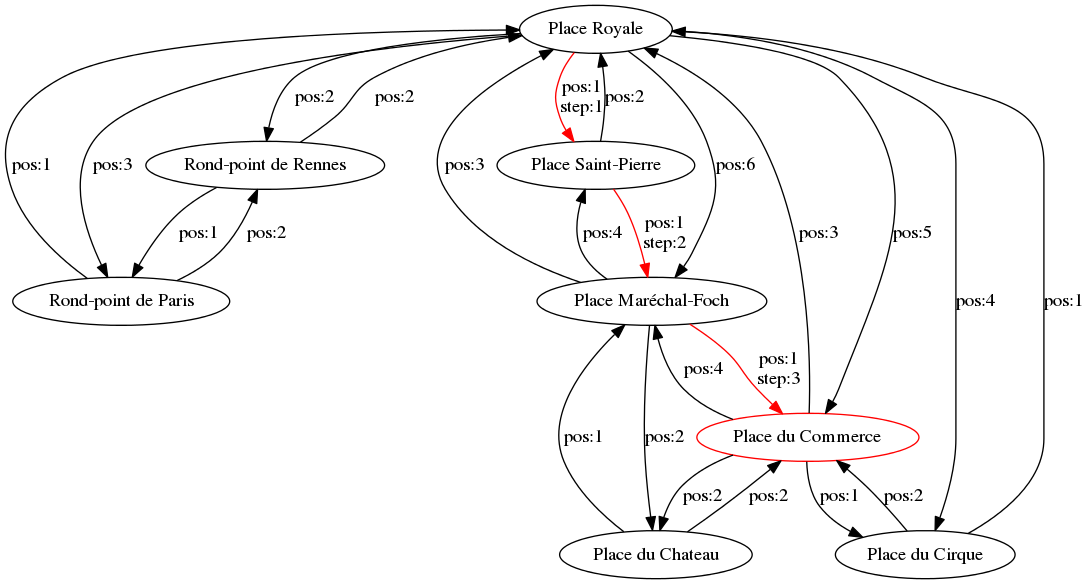 Place Royale
pos:1
step:1
pos:2
pos:2
pos:2
pos:1
pos:3
Rond-point de Rennes
pos:3
Place Saint-Pierre
pos:6
pos:1
pos:2
pos:4
pos:1
step:2
pos:3
pos:5
Rond-point de Paris
Place Maréchal-Foch
pos:4
pos:1
pos:4
pos:1
step:3
pos:1
pos:2
Place du Commerce
pos:2
pos:2
pos:1
pos:2
Place du Chateau
Place du Cirque